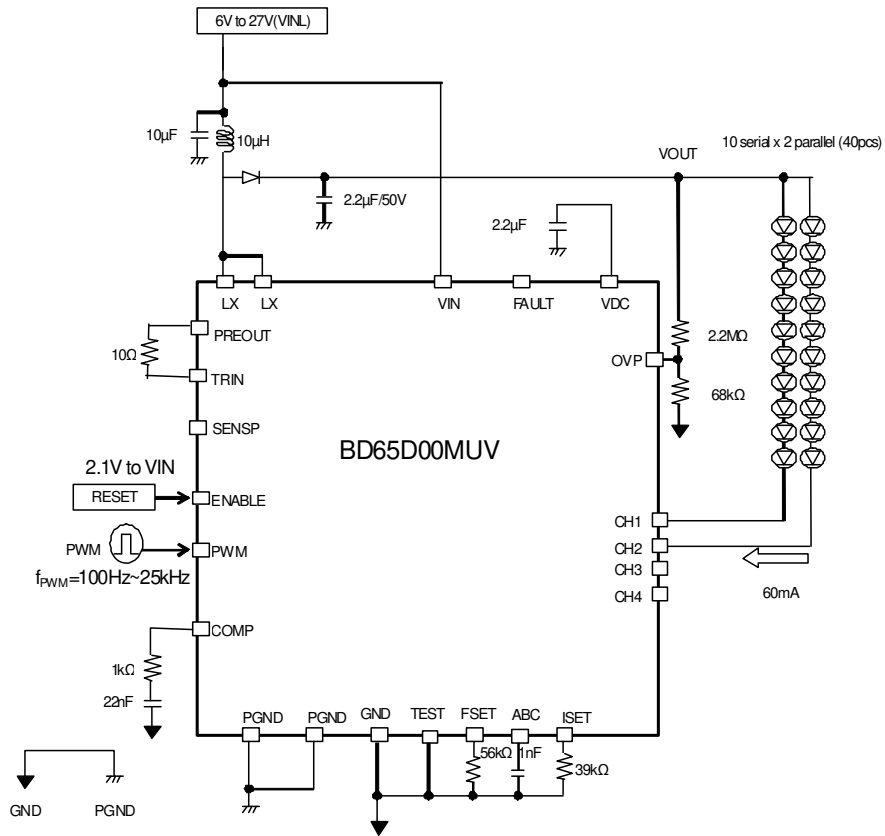 6V to 27V(VINL)
10µF
10µH
2.2µF/50V
2.2µF
VOUT
10 serial x 2 parallel (40pcs)
LX
LX
VIN
FAULT
VDC
PREOUT
10Ω
TRIN
OVP
2.2MΩ
68kΩ
SENSP
BD65D00MUV
2.1V to VIN
RESET
ENABLE
PWM
PWM
fPWM=100Hz~25kHz
CH1
CH2
CH3
CH4
60mA
COMP
1kΩ
22nF
PGND
PGND
GND
TEST
FSET
ABC
ISET
56kΩ
1nF
39kΩ
GND
PGND